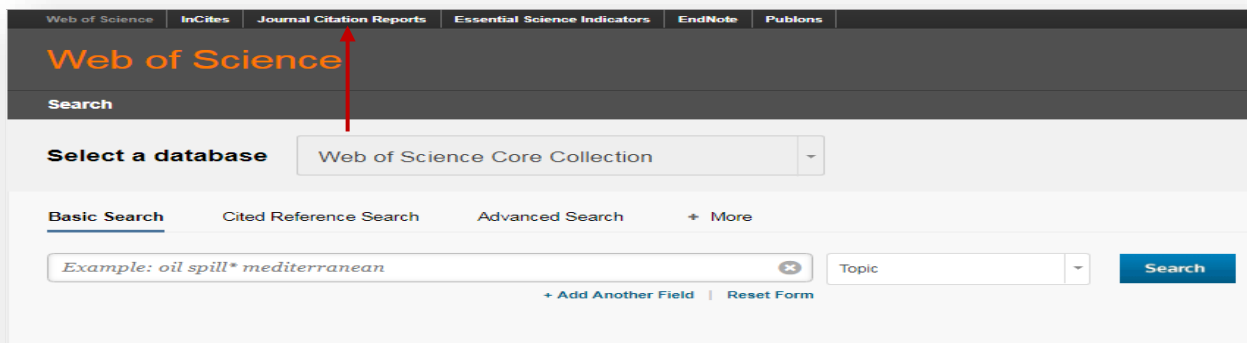 Web of Science InCites Journal Citation Reports Essential Science Indicators EndNote Publons
Web of Science
Search
Select a database Web of Science Core Collection
Basic Search Cited Reference Search Advanced Search + More
Example: oil spill* mediterranean Topic Search
+ Add Another Field | Reset Form